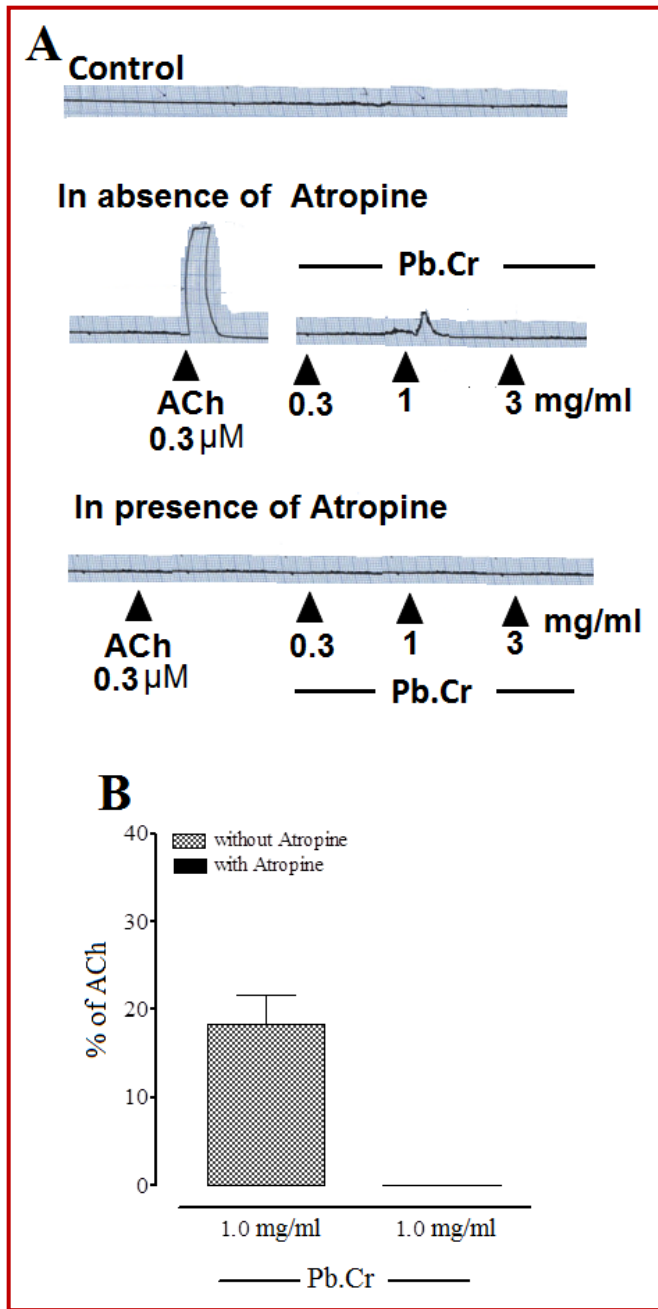 A
Control
In absence of Atropine
Pb.Cr
ACh 0.3 1 3 mg/ml
0.3 µM
In presence of Atropine
ACh 0.3 1 3 mg/ml
0.3 µM
Pb.Cr
B
40
without Atropine
with Atropine
30
% of ACh
20
10
0
1.0 mg/ml 1.0 mg/ml
Pb.Cr